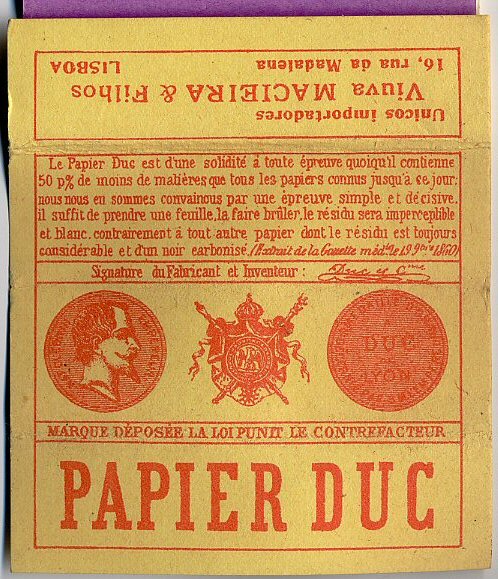 Unicos importadores
Viuva MACIEIRA & Filhos
16, rua da Madalena LISBOA
Le Papier Duc est d'une solidité à toute épreuve quoiqu'il contienne
50 p% de moins de matières que tous les papiers connus jusqu'à ce jour;
nous nous en sommes convaincus par une épreuve simple et décisive.
il suffit de prendre une feuille, la faire brûler, le résidu sera imperceptible
et blanc. contrairement à tout autre papier dont le résidu est toujours
considérable et d'un noir carbonisé. (Extrait de la Gazette méd.le 19 9bre 1860)
Signature du Fabricant et Inventeur : Duc
DUC
LYON
MARQUE DÉPOSÉE LA LOI PUNIT LE CONTREFACTEUR
PAPIER DUC